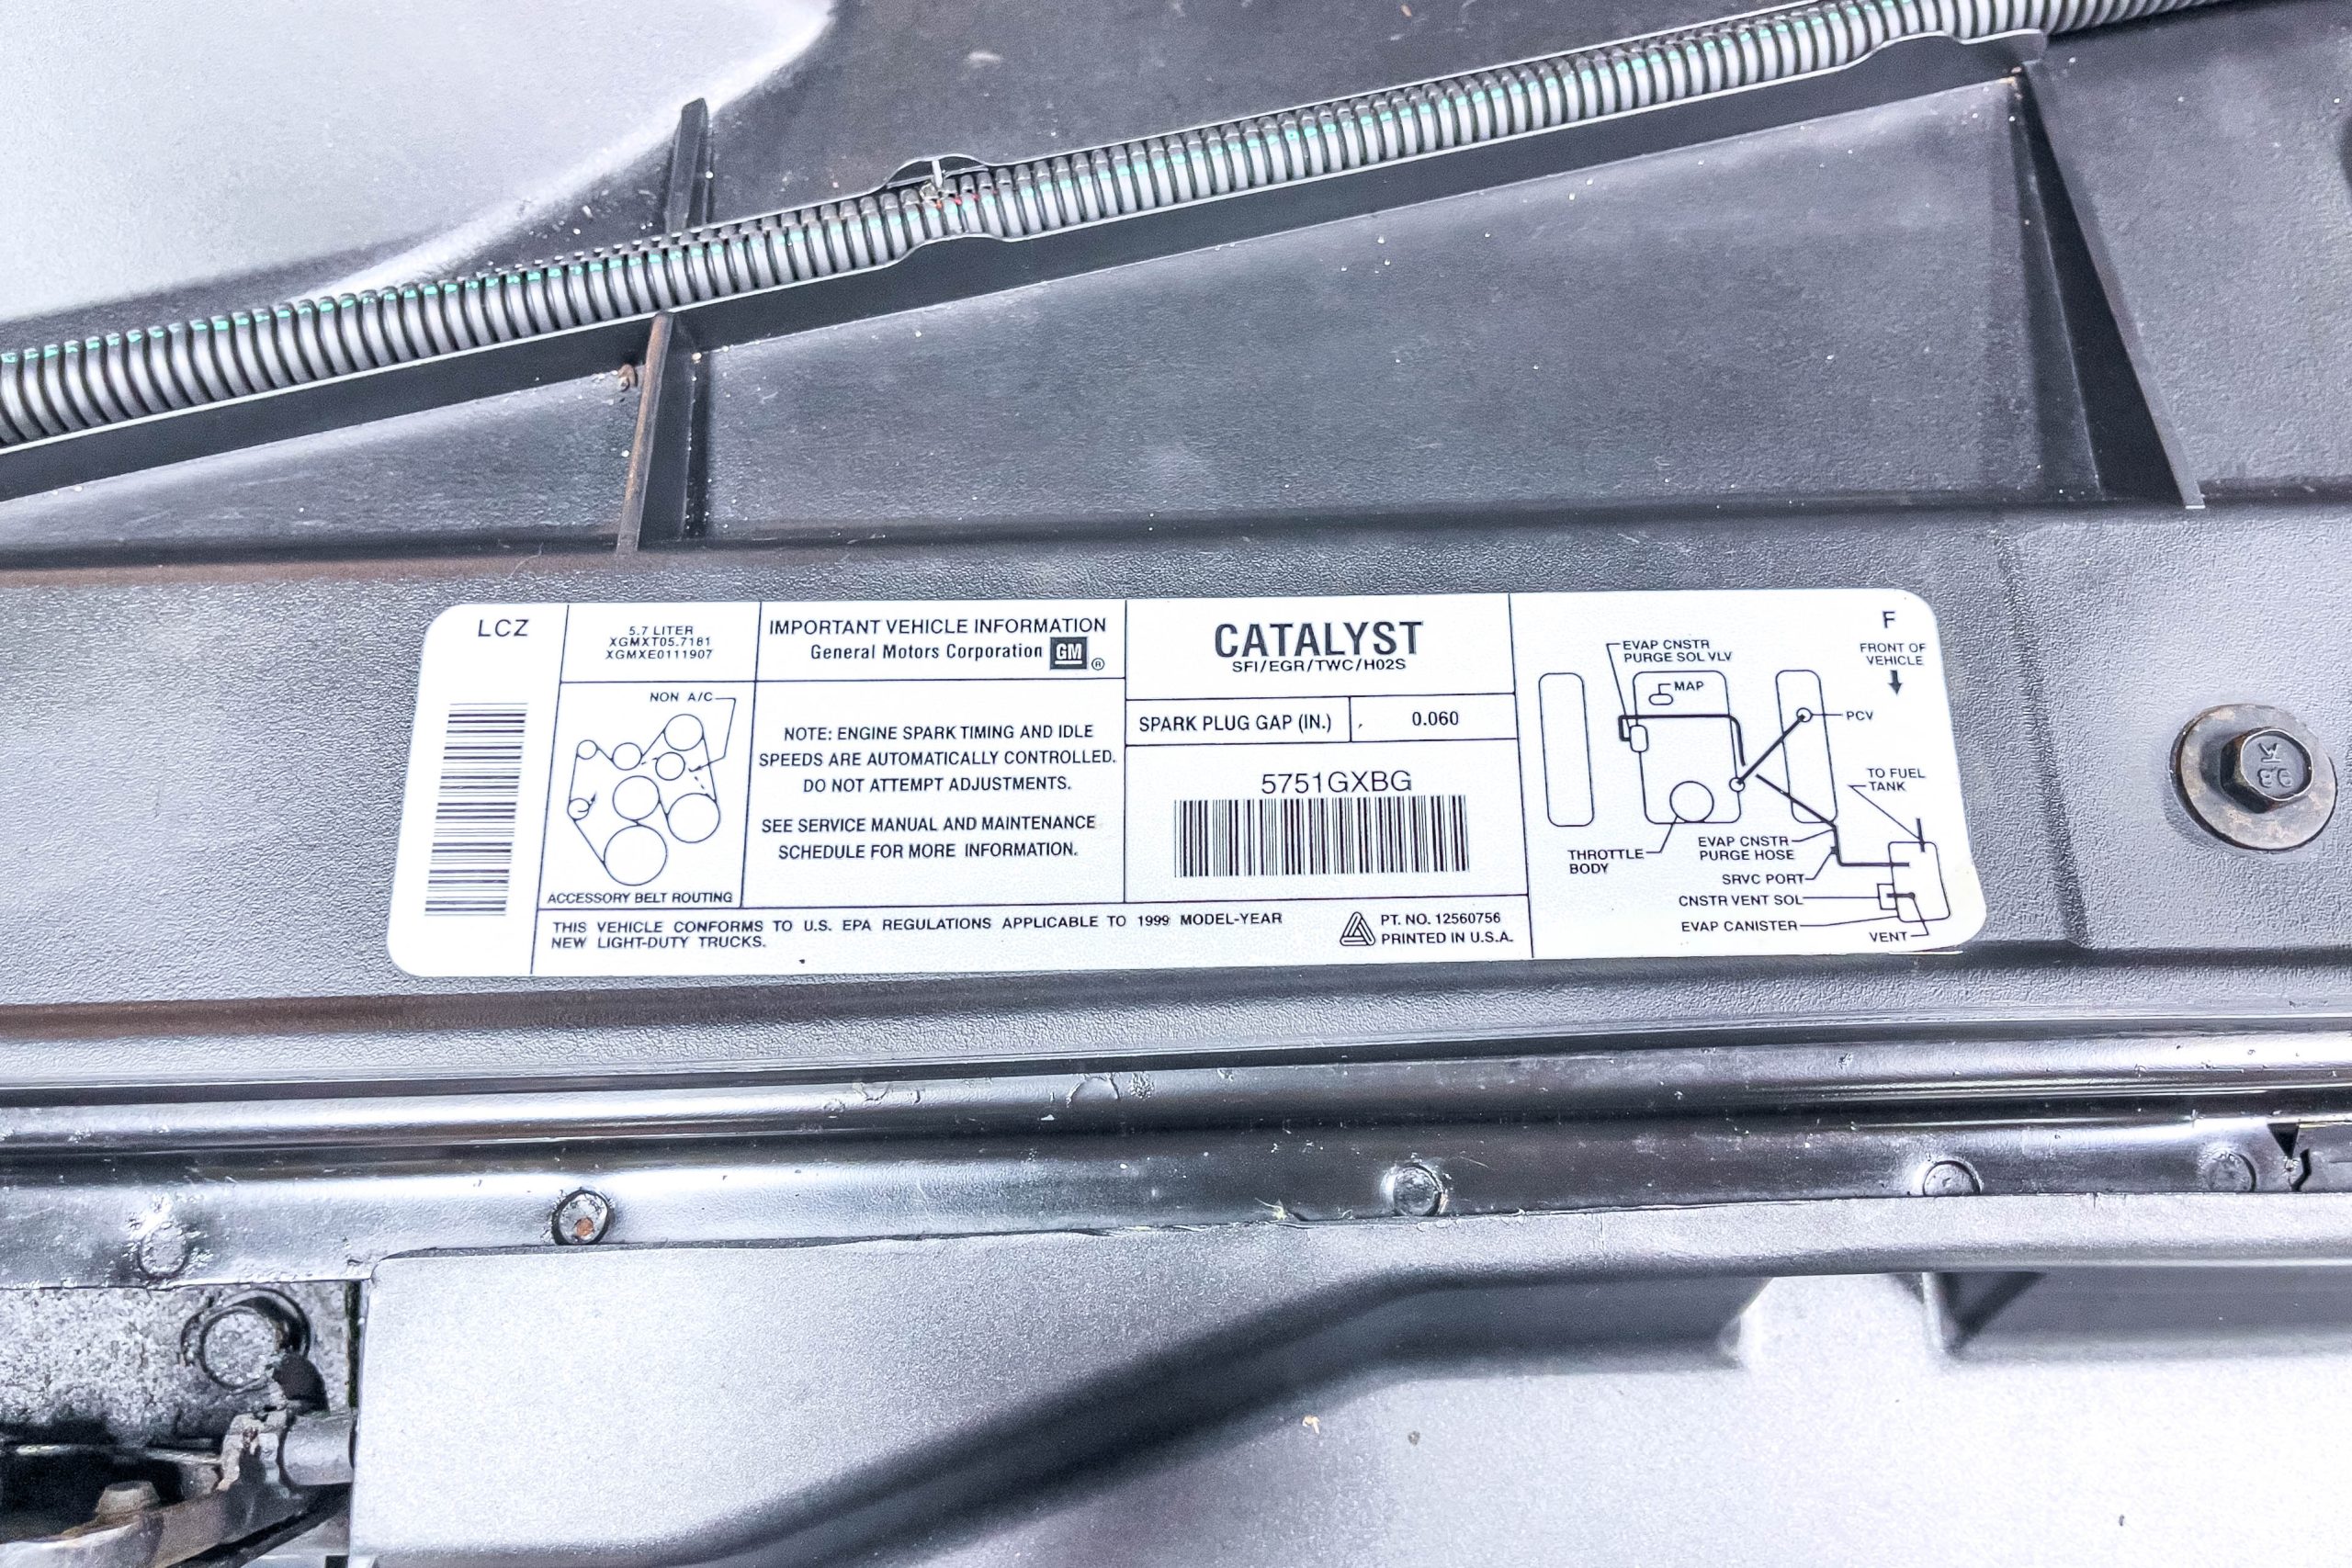 LCZ
5.7 LITER
XGMXT05.7181
XGMXE0111907
NON A/C
ACCESSORY BELT ROUTING
IMPORTANT VEHICLE INFORMATION
General Motors Corporation GM ®
NOTE: ENGINE SPARK TIMING AND IDLE
SPEEDS ARE AUTOMATICALLY CONTROLLED.
DO NOT ATTEMPT ADJUSTMENTS.
SEE SERVICE MANUAL AND MAINTENANCE
SCHEDULE FOR MORE INFORMATION.
CATALYST
SFI/EGR/TWC/HO2S
SPARK PLUG GAP (IN.) 0.060
5751GXBG
THIS VEHICLE CONFORMS TO U.S. EPA REGULATIONS APPLICABLE TO 1999 MODEL-YEAR
NEW LIGHT-DUTY TRUCKS.
PT. NO. 12560756
PRINTED IN U.S.A.
F
FRONT OF
VEHICLE
EVAP CNSTR
PURGE SOL VLV
MAP
PCV
TO FUEL
TANK
THROTTLE
BODY
EVAP CNSTR
PURGE HOSE
SRVC PORT
CNSTR VENT SOL
EVAP CANISTER
VENT